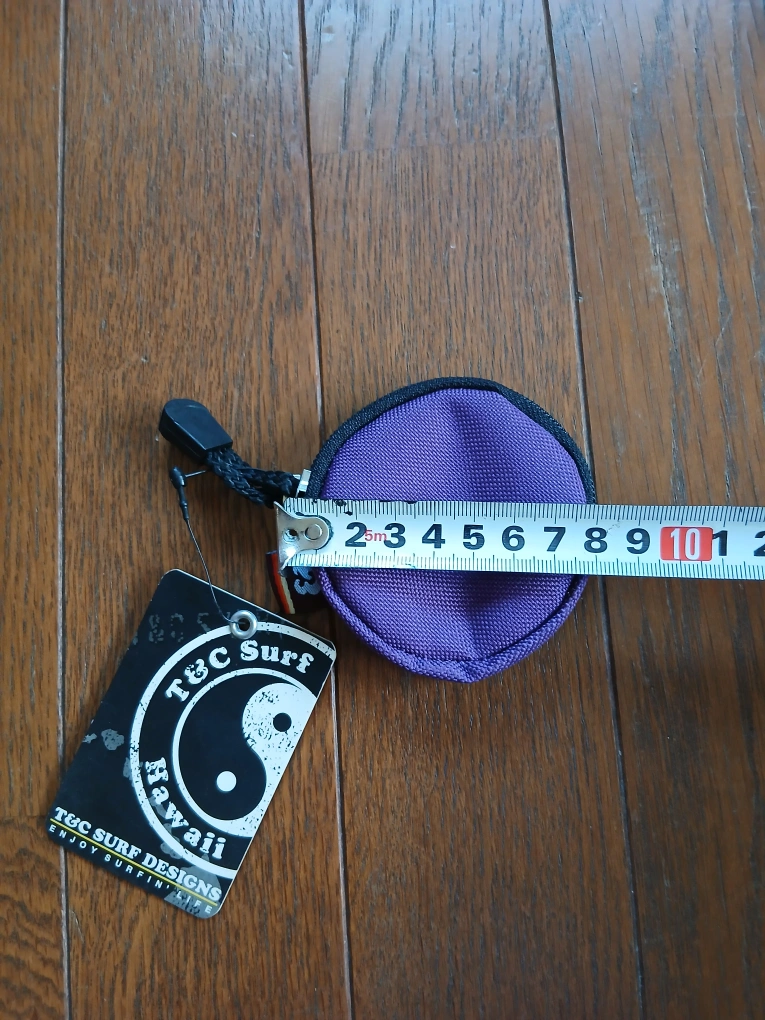 2 5m 3 4 5 6 7 8 9 10 1 2
T&C Surf
Hawaii
T&C SURF DESIGNS
ENJOY SURFIN' LIFE